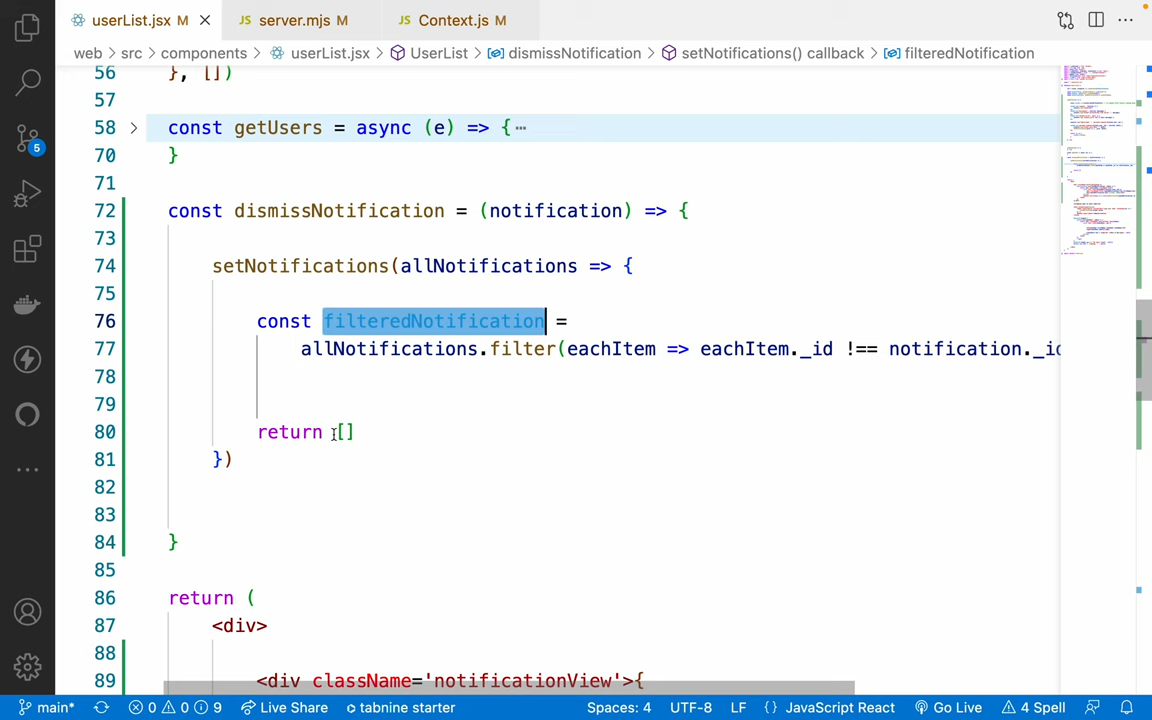 userList.jsx M
JS server.mjs M
JS Context.js M
web > src > components > userList.jsx > UserList > dismissNotification > setNotifications() callback > filteredNotification
56 }, [])
57
58 const getUsers = async (e) => { ⋯
70 }
71
72 const dismissNotification = (notification) => {
73
74 setNotifications(allNotifications => {
75
76 const filteredNotification =
77 allNotifications.filter(eachItem => eachItem._id !== notification._id
78
79
80 return []
81 })
82
83
84 }
85
86 return (
87 <div>
88
89 <div className='notificationView'>{
5
main* 0 0 9 Live Share tabnine starter Spaces: 4 UTF-8 LF {} JavaScript React Go Live 4 Spell